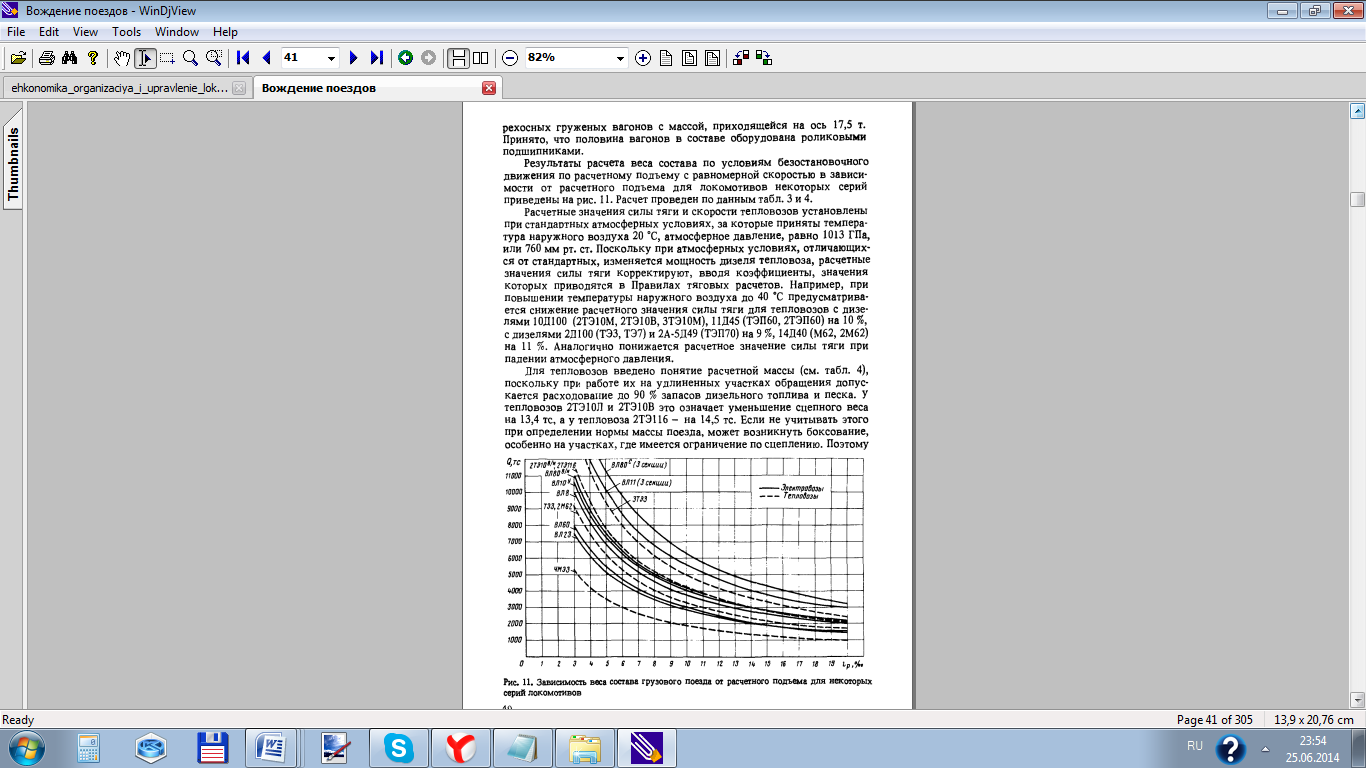 Вождение поездов - WinDjView
File Edit View Tools Window Help
41
82%
ehkonomika_organizaciya_i_upravlenie_lok...
Вождение поездов
Thumbnails
рехосных груженых вагонов с массой, приходящейся на ось 17,5 т.
Принято, что половина вагонов в составе оборудована роликовыми
подшипниками.
Результаты расчета веса состава по условиям безостановочного
движения по расчетному подъему с равномерной скоростью в зависи-
мости от расчетного подъема для локомотивов некоторых серий
приведены на рис. 11. Расчет проведен по данным табл. 3 и 4.
Расчетные значения силы тяги и скорости тепловозов установлены
при стандартных атмосферных условиях, за которые приняты темпера-
тура наружного воздуха 20 °С, атмосферное давление, равно 1013 ГПа,
или 760 мм рт. ст. Поскольку при атмосферных условиях, отличающих-
ся от стандартных, изменяется мощность дизеля тепловоза, расчетные
значения силы тяги корректируют, вводя коэффициенты, значения
которых приводятся в Правилах тяговых расчетов. Например, при
повышении температуры наружного воздуха до 40 °С предусматрива-
ется снижение расчетного значения силы тяги для тепловозов с дизе-
лями 10Д100 (2ТЭ10М, 2ТЭ10В, 3ТЭ10М), 11Д45 (ТЭП60, 2ТЭП60) на 10 %,
с дизелями 2Д100 (ТЭ3, ТЭ7) и 2А-5Д49 (ТЭП70) на 9 %, 14Д40 (М62, 2М62)
на 11 %. Аналогично понижается расчетное значение силы тяги при
падении атмосферного давления.
Для тепловозов введено понятие расчетной массы (см. табл. 4),
поскольку при работе их на удлиненных участках обращения допус-
кается расходование до 90 % запасов дизельного топлива и песка. У
тепловозов 2ТЭ10Л и 2ТЭ10В это означает уменьшение сцепного веса
на 13,4 тс, а у тепловоза 2ТЭ116 – на 14,5 тс. Если не учитывать этого
при определении нормы массы поезда, может возникнуть боксование,
особенно на участках, где имеется ограничение по сцеплению. Поэтому
Q,тс
11000
10000
9000
8000
7000
6000
5000
4000
3000
2000
1000
2ТЭ10В/М, 2ТЭ116
ВЛ80В/М
ВЛ10У
ВЛ8
ТЭ3, 2М62
ВЛ60
ВЛ23
ЧМЭ3
ВЛ80С (3 секции)
ВЛ11 (3 секции)
3ТЭ3
Электровозы
Тепловозы
0 1 2 3 4 5 6 7 8 9 10 11 12 13 14 15 16 17 18 19 iр,‰
Рис. 11. Зависимость веса состава грузового поезда от расчетного подъема для некоторых
серий локомотивов
Ready
Page 41 of 305
13,9 x 20,76 cm
RU
23:54
25.06.2014